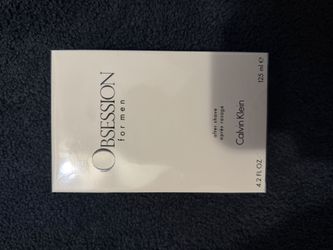 OBSESSION
for men
after shave
après rasage
Calvin Klein
125 ml ℮
4.2 FL OZ